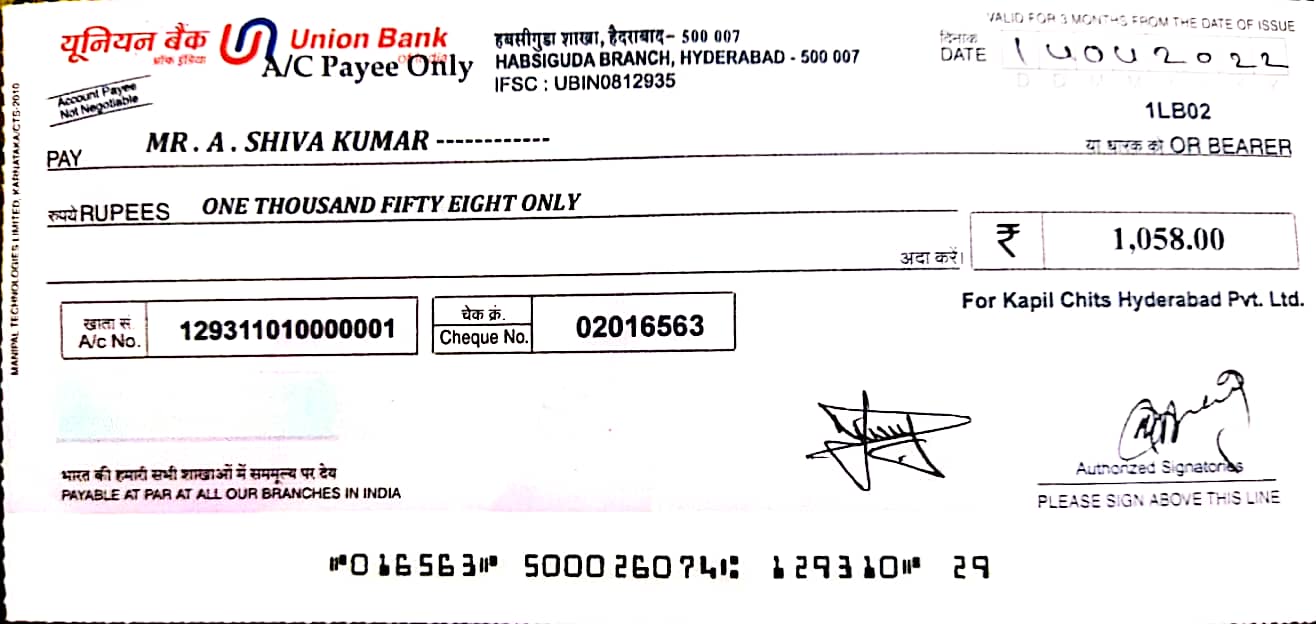 VALID FOR 3 MONTHS FROM THE DATE OF ISSUE
यूनियन बैंक Union Bank
ऑफ इंडिया
A/C Payee Only
हबसीगुडा शाखा, हैदराबाद- 500 007
HABSIGUDA BRANCH, HYDERABAD - 500 007
IFSC : UBIN0812935
दिनांक
DATE
2022
Account Payee
Not Negotiable
1LB02
PAY MR. A. SHIVA KUMAR ------------ या धारक को OR BEARER
रुपये RUPEES ONE THOUSAND FIFTY EIGHT ONLY
अदा करें।
₹ 1,058.00
For Kapil Chits Hyderabad Pvt. Ltd.
खाता सं.
A/c No. 129311010000001
चेक क्रं.
Cheque No. 02016563
भारत की हमारी सभी शाखाओं में सममूल्य पर देय
PAYABLE AT PAR AT ALL OUR BRANCHES IN INDIA
Authorized Signatories
PLEASE SIGN ABOVE THIS LINE
MANIPAL TECHNOLOGIES LIMITED, KARNATAKA/CTS-2010
⑈016563⑈ 500026074⑆ 129310⑈ 29